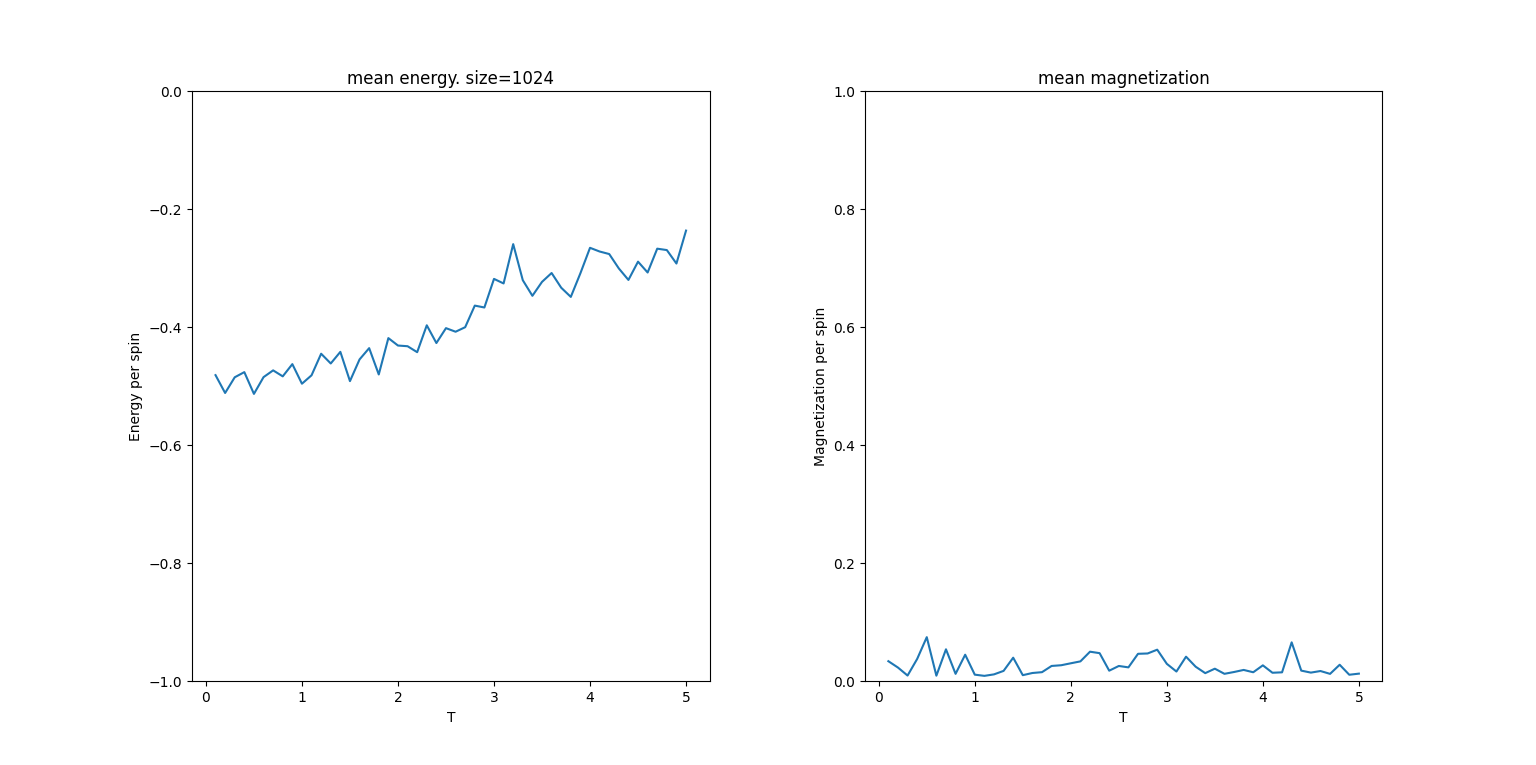 mean energy. size=1024
0.0
−0.2
−0.4
−0.6
−0.8
−1.0
Energy per spin
0 1 2 3 4 5
T
mean magnetization
1.0
0.8
0.6
0.4
0.2
0.0
Magnetization per spin
0 1 2 3 4 5
T